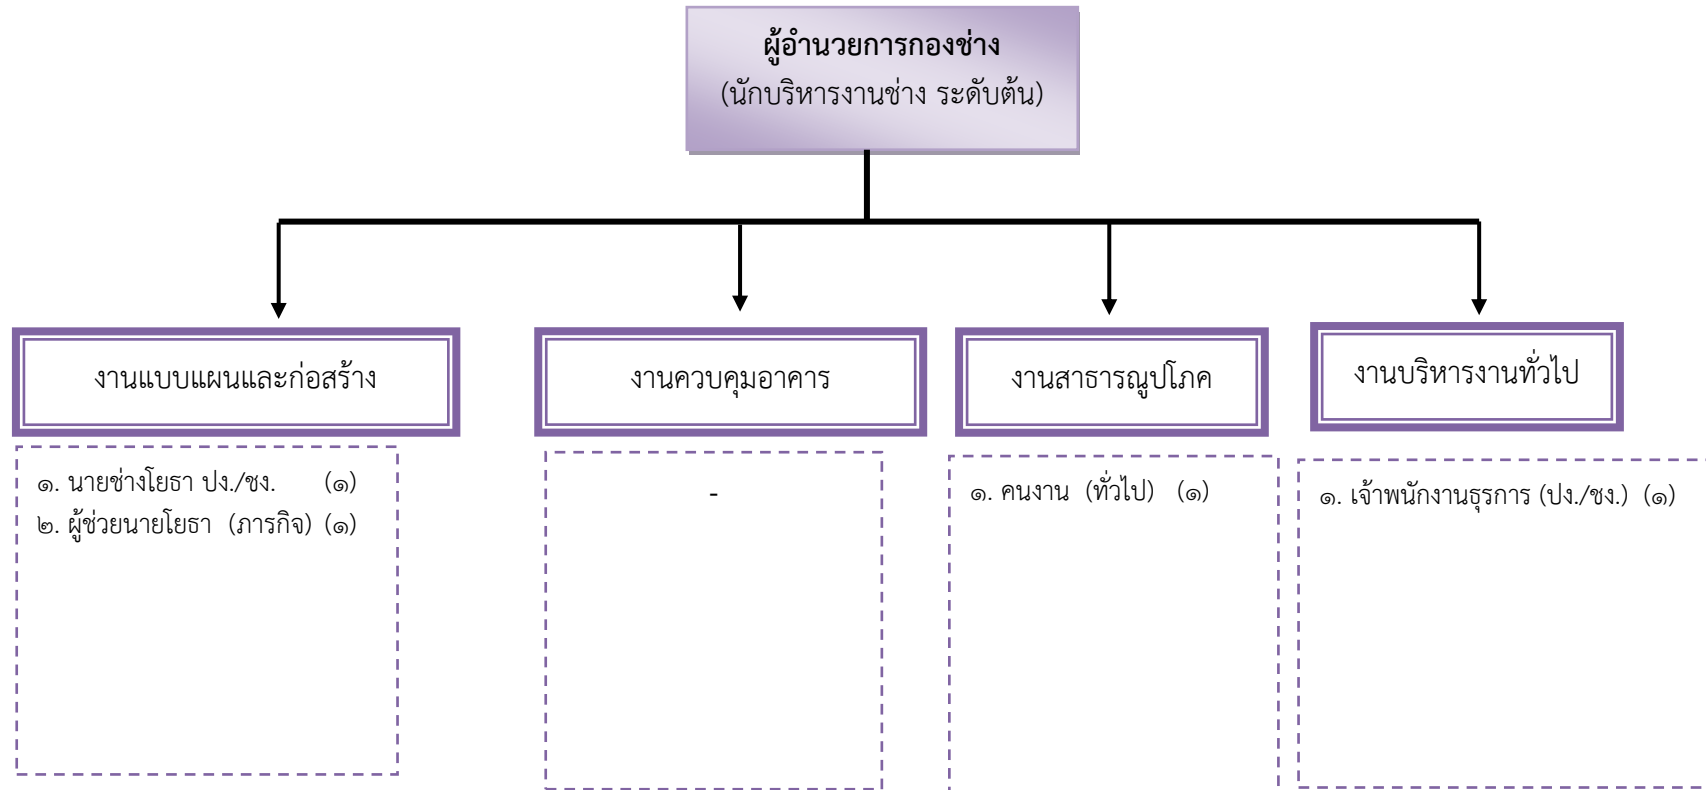 ผู้อำนวยการกองช่าง
(นักบริหารงานช่าง ระดับต้น)
งานแบบแผนและก่อสร้าง
งานควบคุมอาคาร
งานสาธารณูปโภค
งานบริหารงานทั่วไป
๑. นายช่างโยธา ปง./ชง. (๑)
๒. ผู้ช่วยนายโยธา (ภารกิจ) (๑)
-
๑. คนงาน (ทั่วไป) (๑)
๑. เจ้าพนักงานธุรการ (ปง./ชง.) (๑)